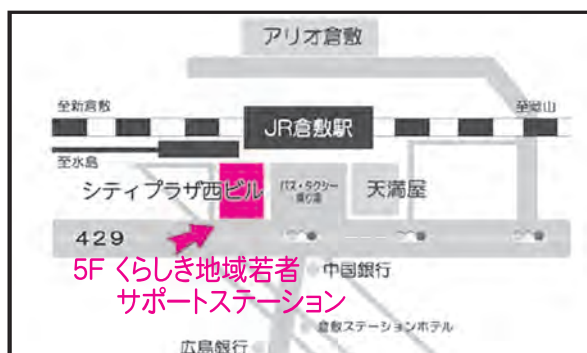 アリオ倉敷
至新倉敷
至岡山
JR倉敷駅
至水島
シティプラザ西ビル
バス・タクシー
乗り場
天満屋
429
5F くらしき地域若者
サポートステーション
中国銀行
倉敷ステーションホテル
広島銀行